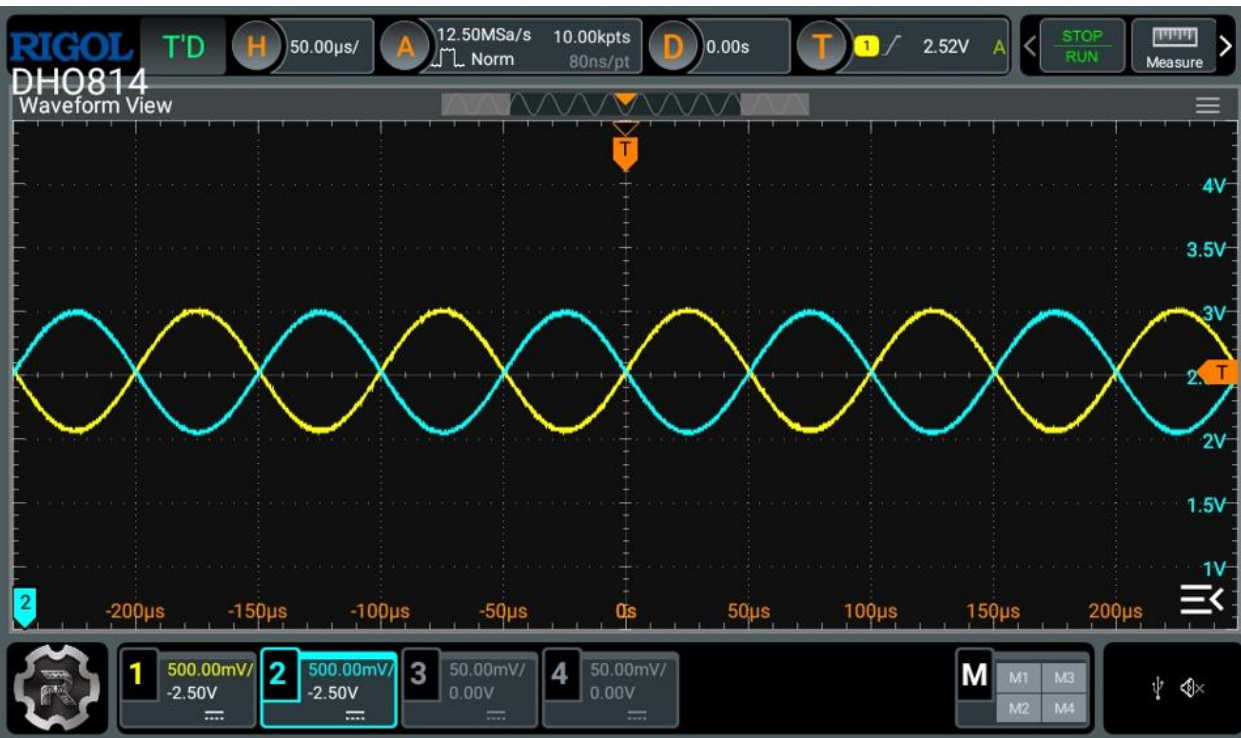 RIGOL T'D H 50.00μs/ A 12.50MSa/s 10.00kpts D 0.00s T 1 2.52V A STOP
Norm 80ns/pt RUN Measure
DHO814
Waveform View
T
4V
3.5V
3V
T
2V
1.5V
1V
2
-200μs -150μs -100μs -50μs 0s 50μs 100μs 150μs 200μs
1 500.00mV/ 2 500.00mV/ 3 50.00mV/ 4 50.00mV/ M M1 M3
-2.50V -2.50V 0.00V 0.00V M2 M4
R